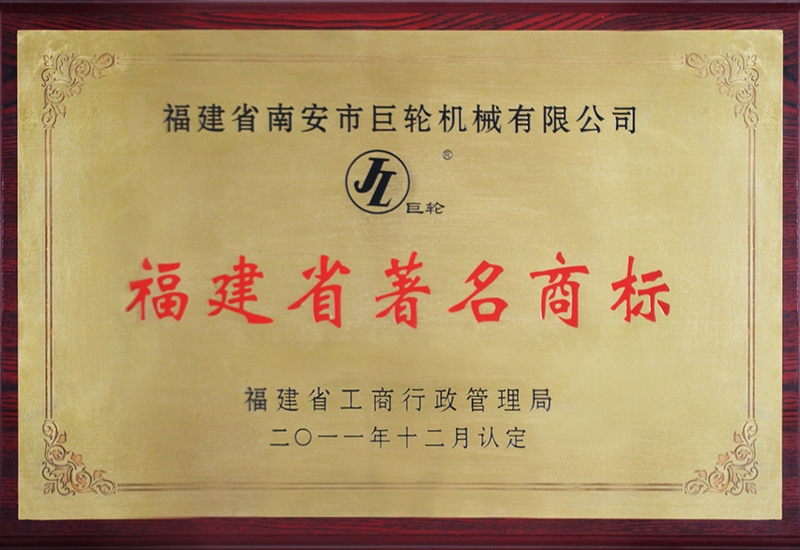 福建省南安市巨轮机械有限公司
JL ®
巨轮
福建省著名商标
福建省工商行政管理局
二〇一一年十二月认定